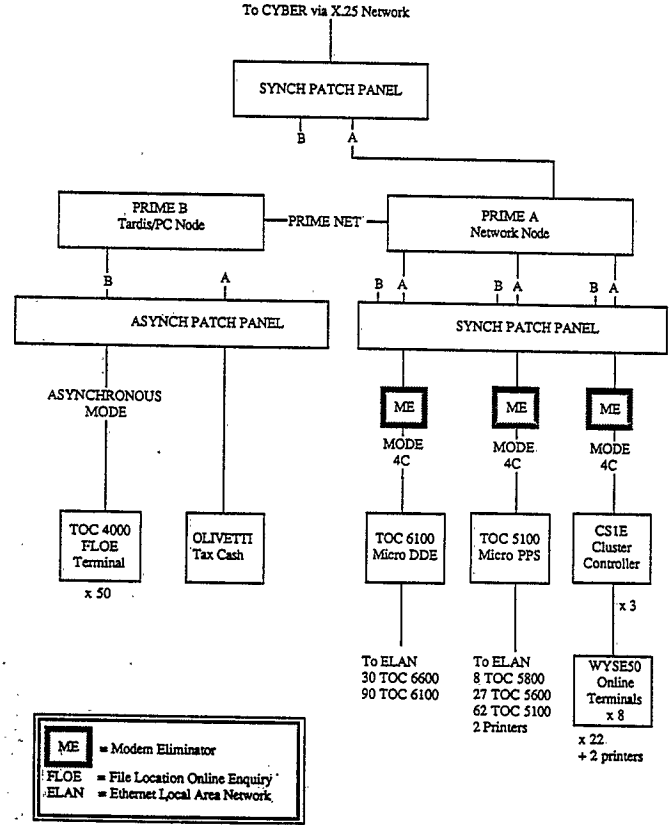 To CYBER via X.25 Network
SYNCH PATCH PANEL
B
A
PRIME B
Tardis/PC Node
PRIME NET
PRIME A
Network Node
B
A
B
A
B
A
B
A
ASYNCH PATCH PANEL
SYNCH PATCH PANEL
ASYNCHRONOUS
MODE
ME
ME
ME
MODE
4C
MODE
4C
MODE
4C
TOC 4000
FLOE
Terminal
x 50
OLIVETTI
Tax Cash
TOC 6100
Micro DDE
TOC 5100
Micro PPS
CS1E
Cluster
Controller
x 3
To ELAN
30 TOC 6600
90 TOC 6100
To ELAN
8 TOC 5800
27 TOC 5600
62 TOC 5100
2 Printers
WYSE50
Online
Terminals
x 8
x 22
+ 2 printers
ME = Modem Eliminator
FLOE = File Location Online Enquiry
ELAN = Ethernet Local Area Network